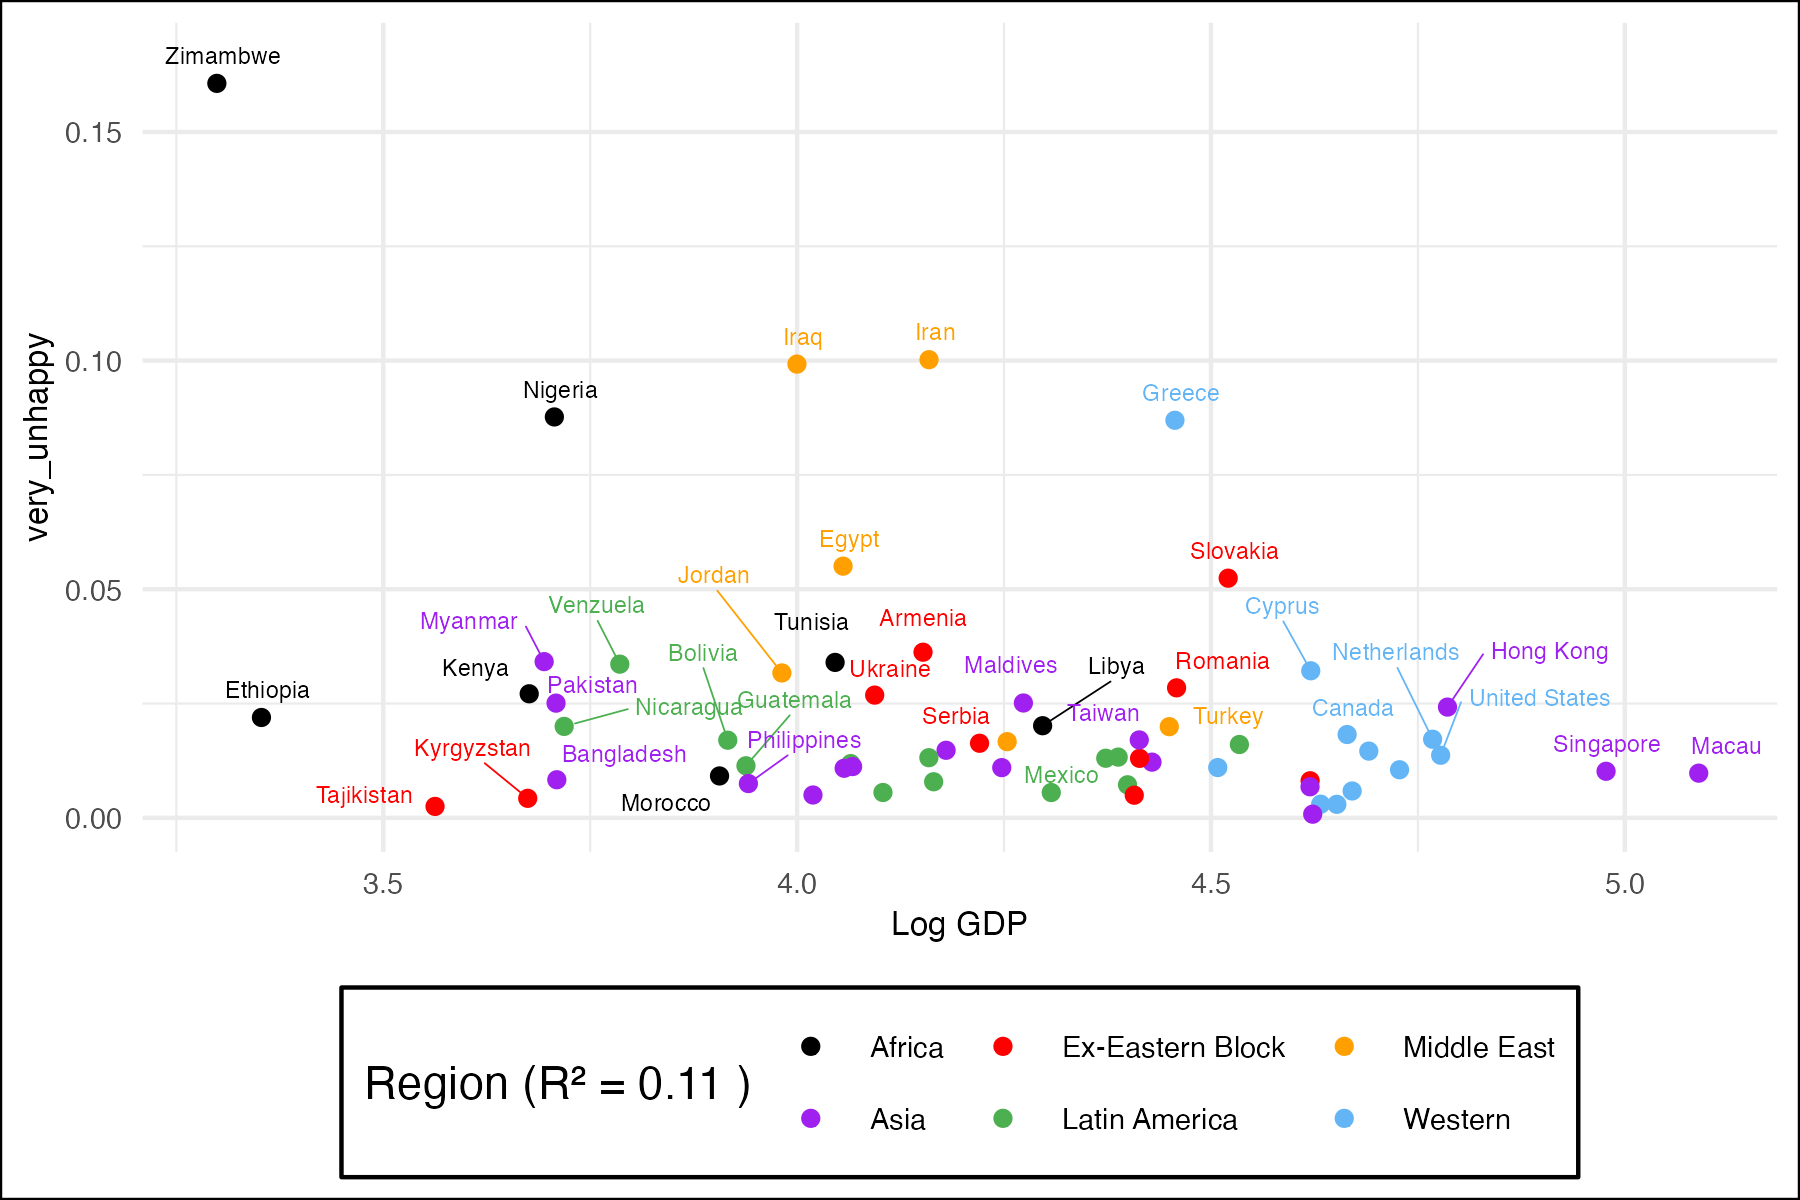 Zimambwe
0.15
Iraq
Iran
0.10
Nigeria
Greece
very_unhappy
Egypt
Slovakia
Jordan
0.05
Venzuela
Cyprus
Myanmar
Tunisia
Armenia
Bolivia
Netherlands
Hong Kong
Kenya
Ukraine
Maldives
Libya
Romania
Ethiopia
Pakistan
Nicaragua
Guatemala
United States
Serbia
Taiwan
Turkey
Canada
Kyrgyzstan
Bangladesh
Philippines
Singapore
Macau
Mexico
Tajikistan
Morocco
0.00
3.5
4.0
4.5
5.0
Log GDP
Region (R² = 0.11 )
Africa
Ex-Eastern Block
Middle East
Asia
Latin America
Western